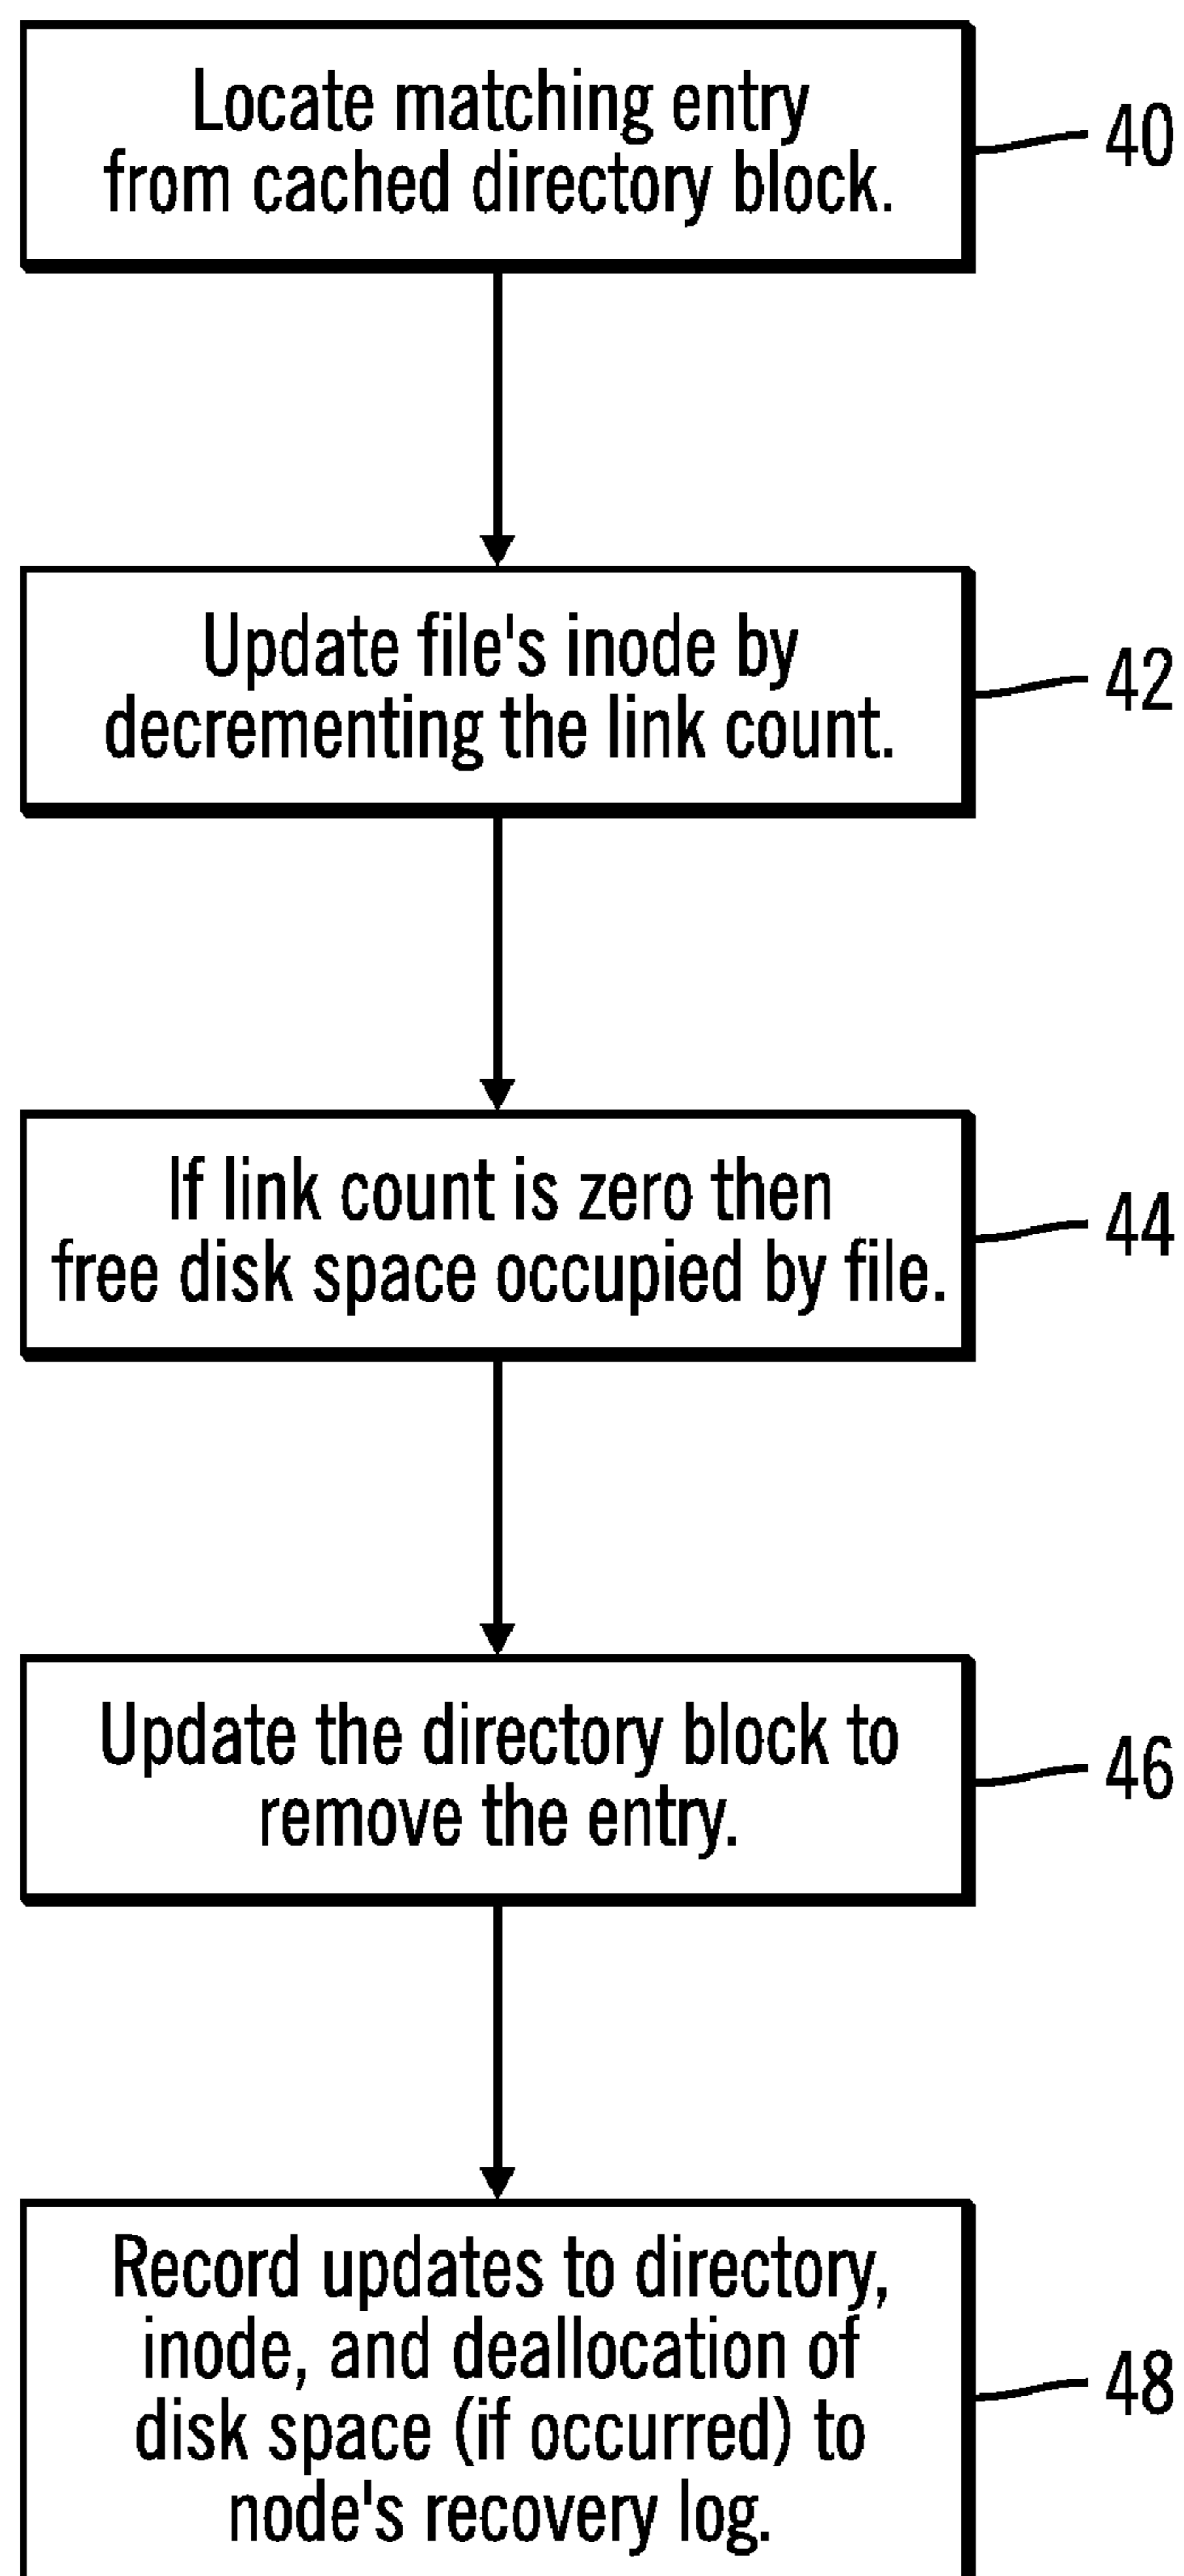 Locate matching entry
from cached directory block.
40
Update file's inode by
decrementing the link count.
42
If link count is zero then
free disk space occupied by file.
44
Update the directory block to
remove the entry.
46
Record updates to directory,
inode, and deallocation of
disk space (if occurred) to
node's recovery log.
48